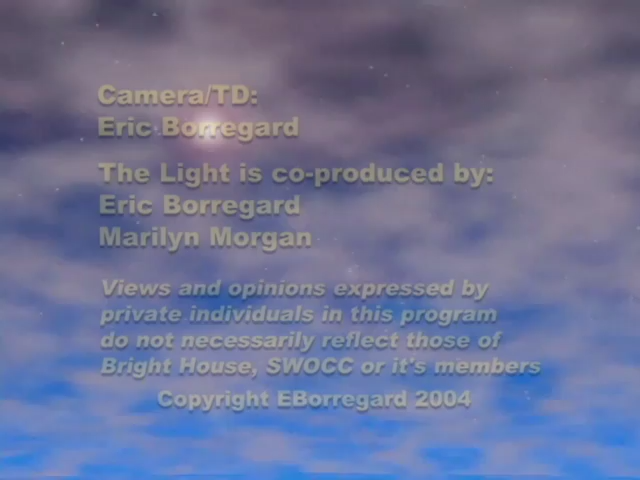 Camera/TD:
Eric Borregard
The Light is co-produced by:
Eric Borregard
Marilyn Morgan
Views and opinions expressed by
private individuals in this program
do not necessarily reflect those of
Bright House, SWOCC or it's members
Copyright EBorregard 2004